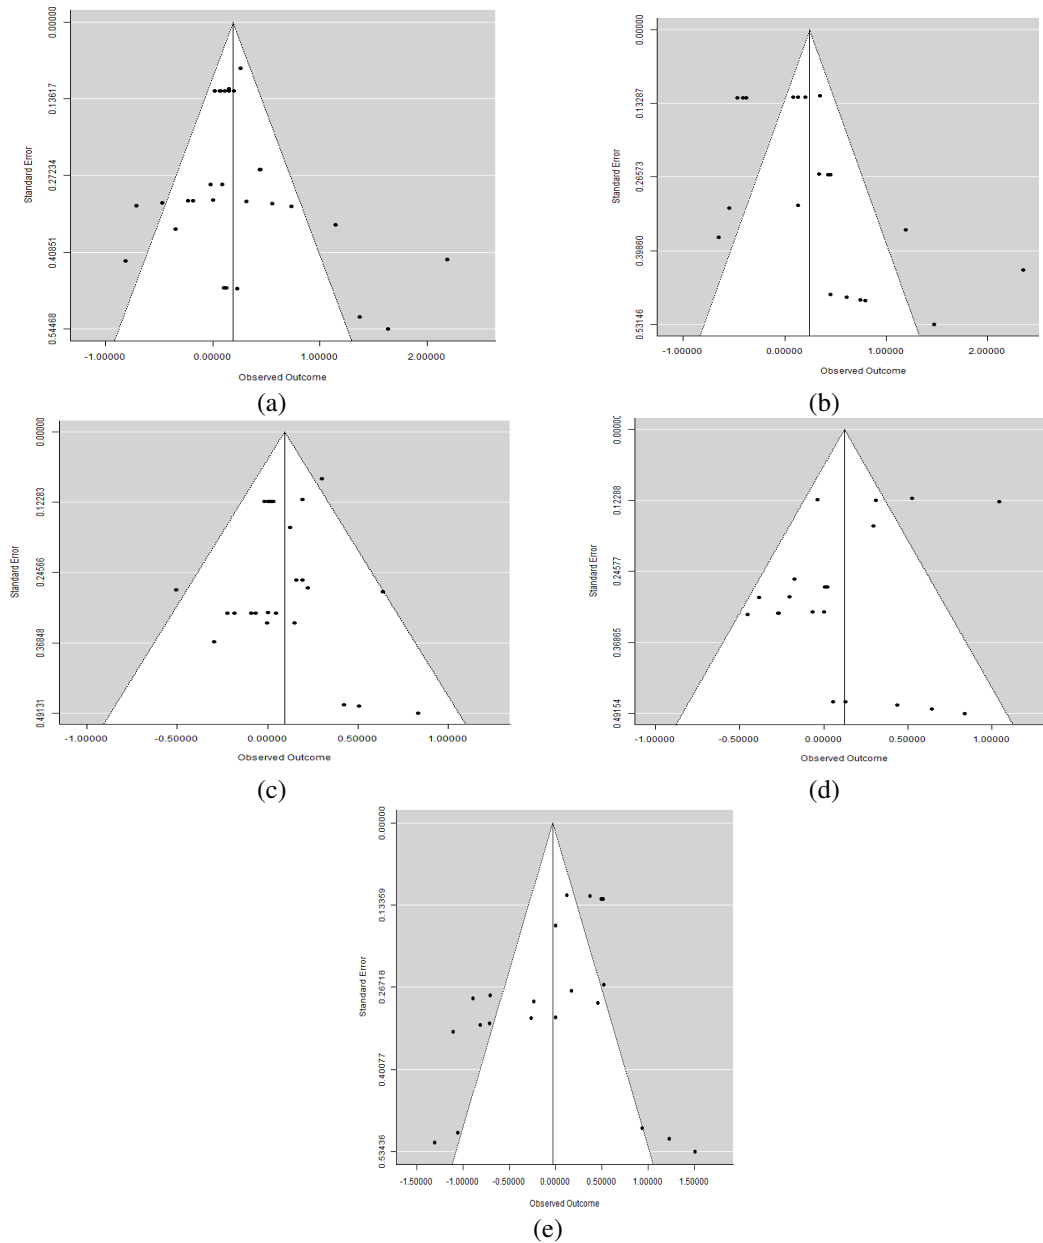 0.00000
0.13617
0.27234
0.40851
0.54468
Standard Error
-1.00000 0.00000 1.00000 2.00000
Observed Outcome
(a)
0.00000
0.13287
0.26573
0.39860
0.53146
Standard Error
-1.00000 0.00000 1.00000 2.00000
Observed Outcome
(b)
0.00000
0.12283
0.24566
0.36848
0.49131
Standard Error
-1.00000 -0.50000 0.00000 0.50000 1.00000
Observed Outcome
(c)
0.00000
0.12288
0.24577
0.36865
0.49154
Standard Error
-1.00000 -0.50000 0.00000 0.50000 1.00000
Observed Outcome
(d)
0.00000
0.13359
0.26718
0.40077
0.53436
Standard Error
-1.50000 -1.00000 -0.50000 0.00000 0.50000 1.00000 1.50000
Observed Outcome
(e)